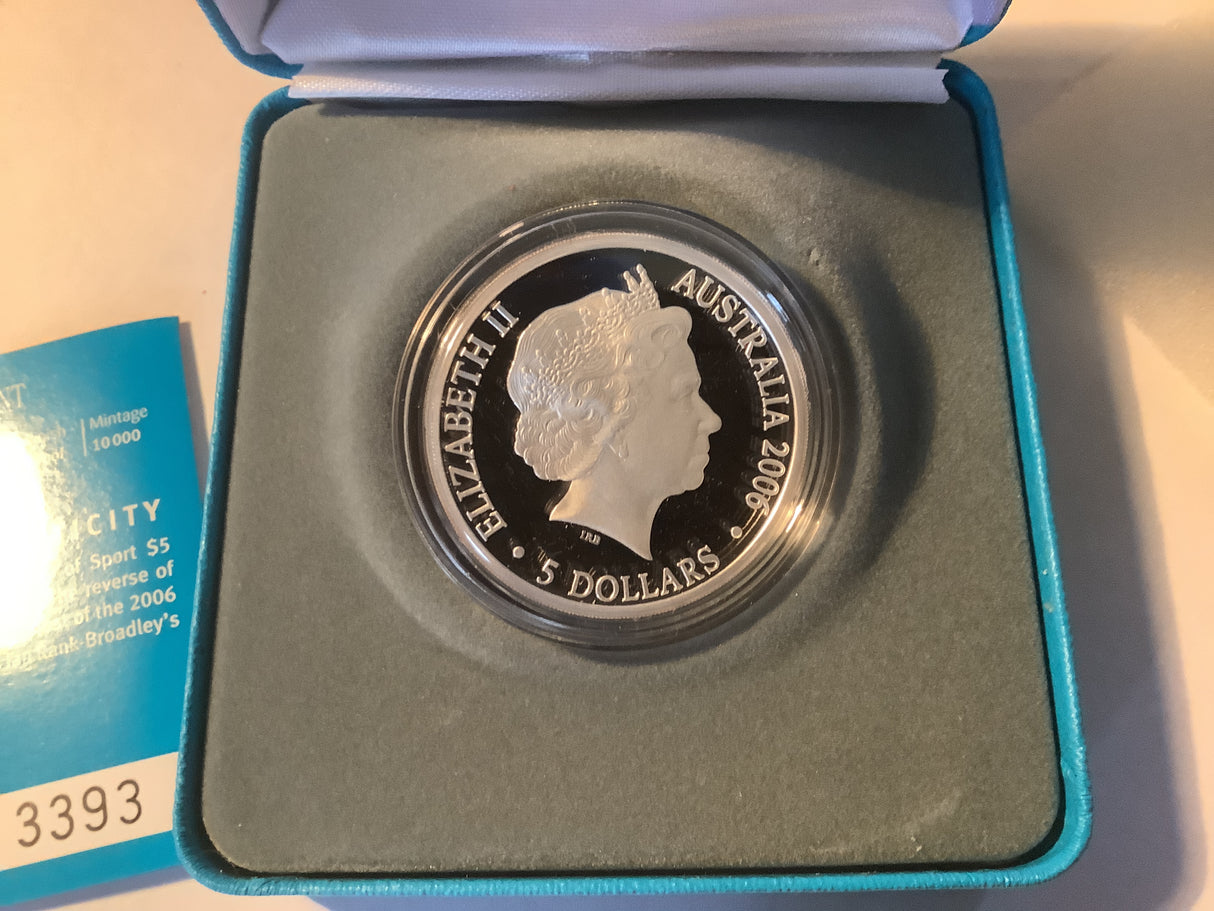 ELIZABETH II
AUSTRALIA 2006
5 DOLLARS
IRB
Mintage
10 000
CITY
Sport $5
reverse of
of the 2006
Rank-Broadley's
3393